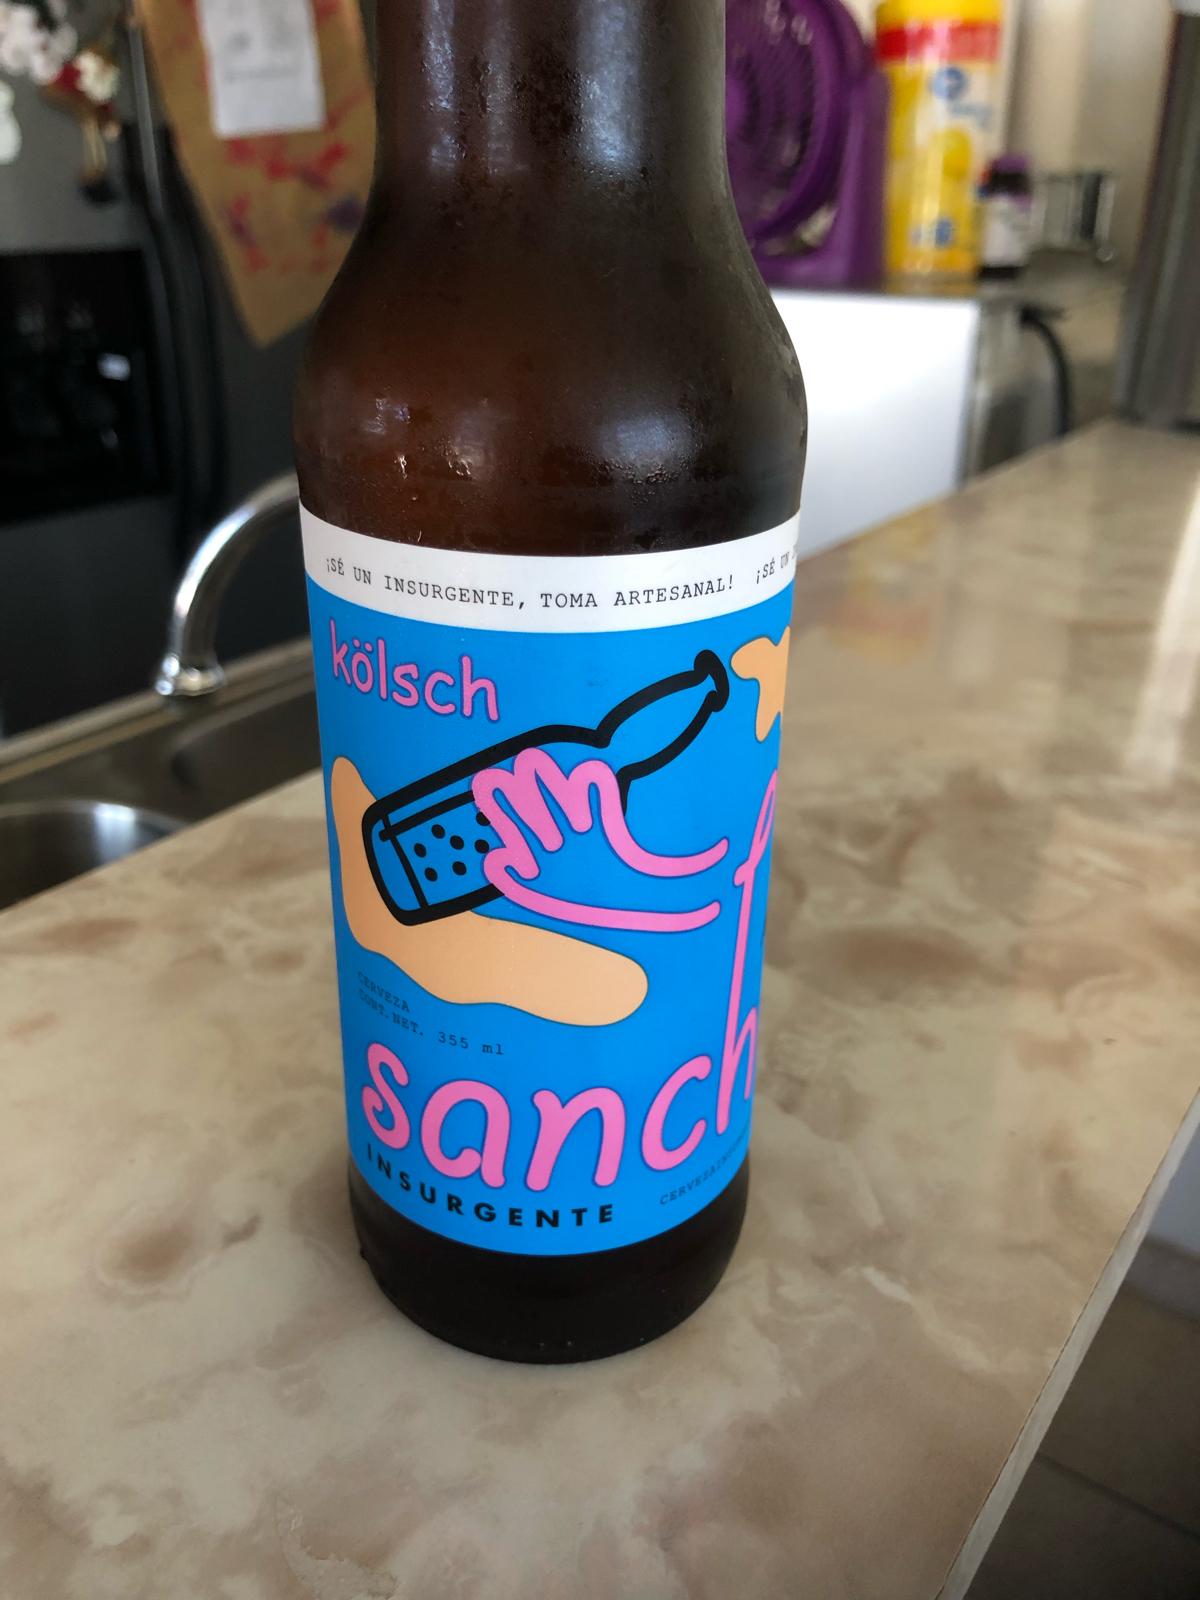 ¡SÉ UN INSURGENTE, TOMA ARTESANAL! ¡SÉ UN
kölsch
CERVEZA
CONT. NET. 355 ml
sanch
INSURGENTE